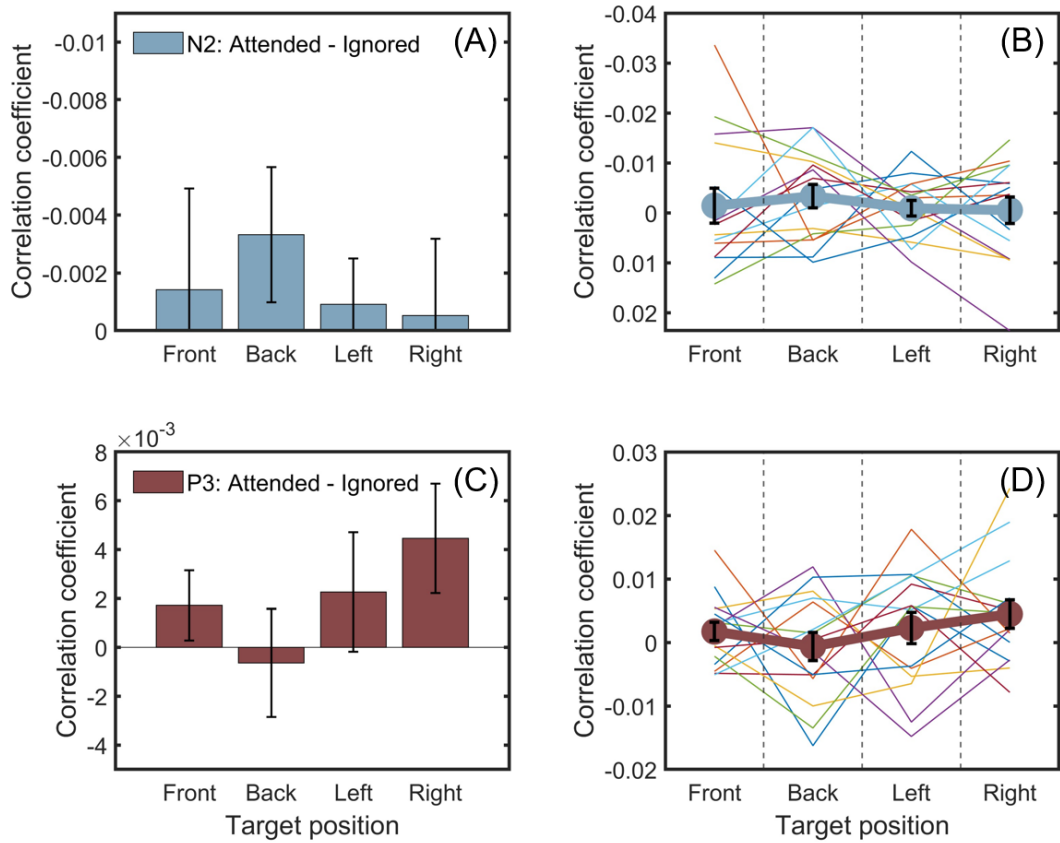 (A)
N2: Attended - Ignored
Correlation coefficient
-0.01
-0.008
-0.006
-0.004
-0.002
0
Front Back Left Right
(B)
Correlation coefficient
-0.04
-0.03
-0.02
-0.01
0
0.01
0.02
Front Back Left Right
×10⁻³
(C)
P3: Attended - Ignored
Correlation coefficient
8
6
4
2
0
-2
-4
Front Back Left Right
Target position
(D)
Correlation coefficient
0.03
0.02
0.01
0
-0.01
-0.02
Front Back Left Right
Target position